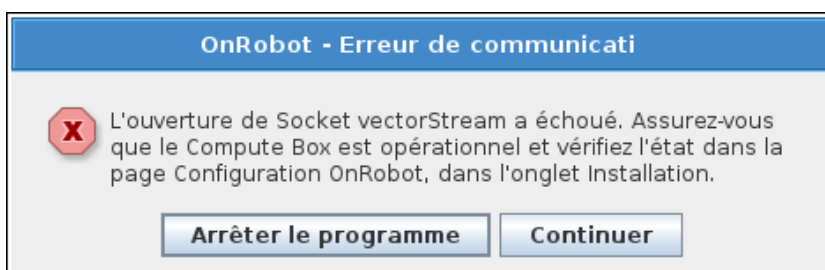 OnRobot - Erreur de communicati
L'ouverture de Socket vectorStream a échoué. Assurez-vous
que le Compute Box est opérationnel et vérifiez l'état dans la
page Configuration OnRobot, dans l'onglet Installation.
Arrêter le programme Continuer